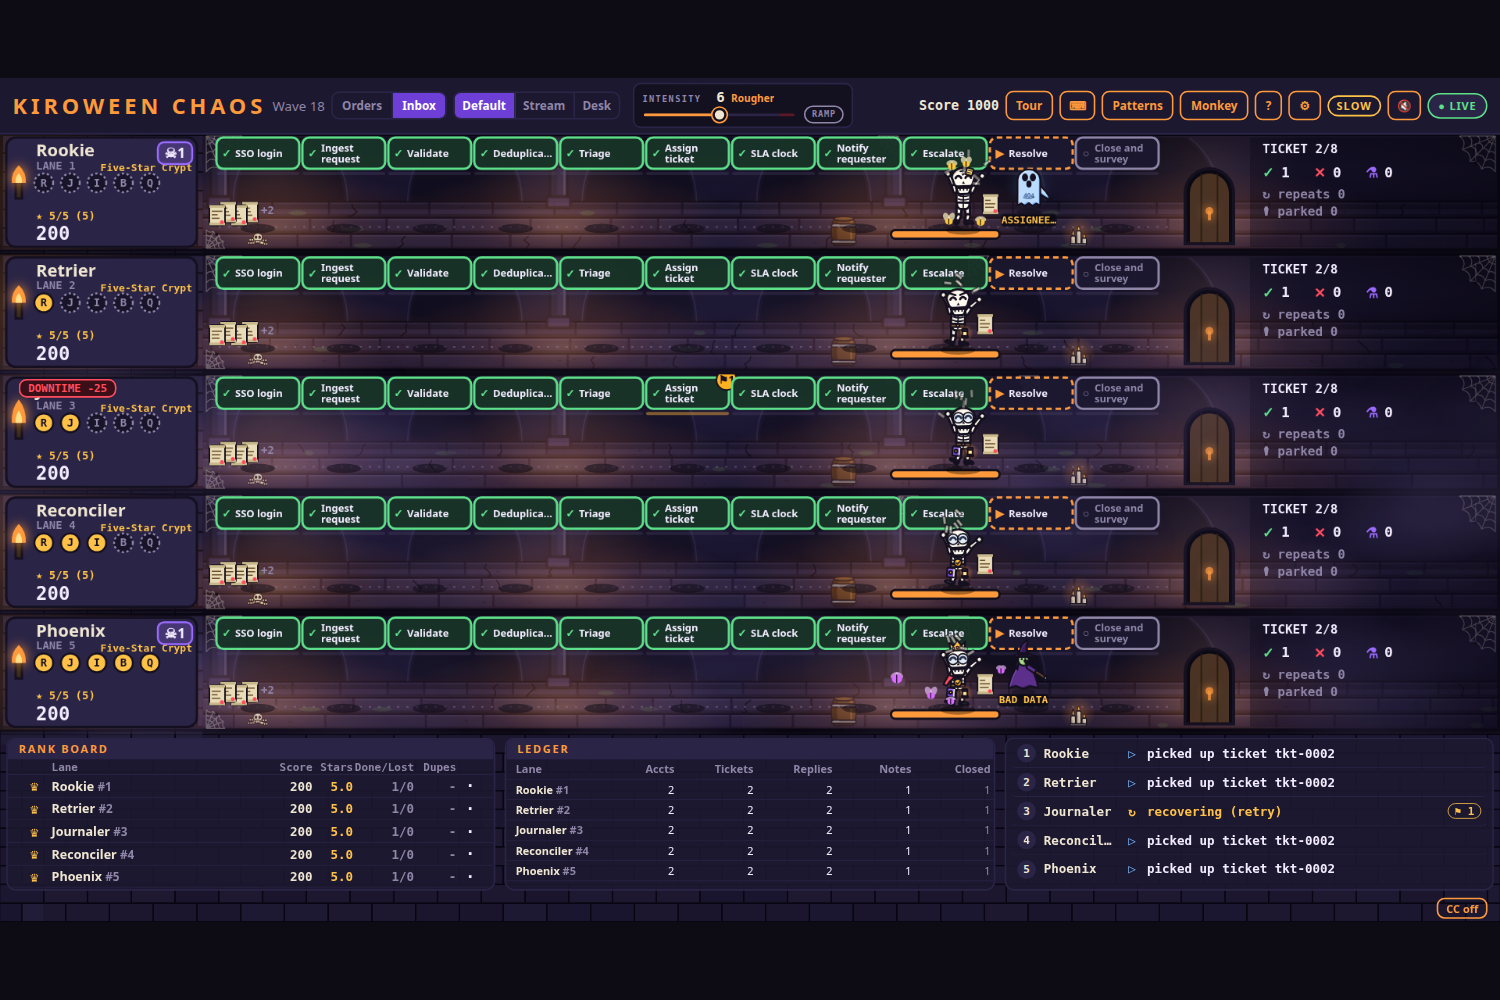 KIROWEEN CHAOS Wave 18 Orders Inbox Default Stream Desk
INTENSITY 6 Rougher
RAMP
Score 1000 Tour Patterns Monkey ? SLOW LIVE
Rookie
1
LANE 1
Five-Star Crypt
R J I B Q
★ 5/5 (5)
200
✓ SSO login
✓ Ingest request
✓ Validate
✓ Deduplica...
✓ Triage
✓ Assign ticket
✓ SLA clock
✓ Notify requester
✓ Escalate
▶ Resolve
○ Close and survey
+2
404
ASSIGNEE…
TICKET 2/8
✓ 1 ✕ 0 0
↻ repeats 0
parked 0
Retrier
LANE 2
Five-Star Crypt
R J I B Q
★ 5/5 (5)
200
✓ SSO login
✓ Ingest request
✓ Validate
✓ Deduplica...
✓ Triage
✓ Assign ticket
✓ SLA clock
✓ Notify requester
✓ Escalate
▶ Resolve
○ Close and survey
+2
TICKET 2/8
✓ 1 ✕ 0 0
↻ repeats 0
parked 0
DOWNTIME -25
LANE 3
Five-Star Crypt
R J I B Q
★ 5/5 (5)
200
✓ SSO login
✓ Ingest request
✓ Validate
✓ Deduplica...
✓ Triage
✓ Assign ticket
✓ SLA clock
✓ Notify requester
✓ Escalate
▶ Resolve
○ Close and survey
+2
TICKET 2/8
✓ 1 ✕ 0 0
↻ repeats 0
parked 0
Reconciler
LANE 4
Five-Star Crypt
R J I B Q
★ 5/5 (5)
200
✓ SSO login
✓ Ingest request
✓ Validate
✓ Deduplica...
✓ Triage
✓ Assign ticket
✓ SLA clock
✓ Notify requester
✓ Escalate
▶ Resolve
○ Close and survey
+2
TICKET 2/8
✓ 1 ✕ 0 0
↻ repeats 0
parked 0
Phoenix
1
LANE 5
Five-Star Crypt
R J I B Q
★ 5/5 (5)
200
✓ SSO login
✓ Ingest request
✓ Validate
✓ Deduplica...
✓ Triage
✓ Assign ticket
✓ SLA clock
✓ Notify requester
✓ Escalate
▶ Resolve
○ Close and survey
+2
BAD DATA
TICKET 2/8
✓ 1 ✕ 0 0
↻ repeats 0
parked 0
RANK BOARD
Lane Score Stars Done/Lost Dupes
Rookie #1 200 5.0 1/0 - ·
Retrier #2 200 5.0 1/0 - ·
Journaler #3 200 5.0 1/0 - ·
Reconciler #4 200 5.0 1/0 - ·
Phoenix #5 200 5.0 1/0 - ·
LEDGER
Lane Accts Tickets Replies Notes Closed
Rookie #1 2 2 2 1 1
Retrier #2 2 2 2 1 1
Journaler #3 2 2 2 1 1
Reconciler #4 2 2 2 1 1
Phoenix #5 2 2 2 1 1
1 Rookie ▷ picked up ticket tkt-0002
2 Retrier ▷ picked up ticket tkt-0002
3 Journaler ↻ recovering (retry) ⚑ 1
4 Reconcil… ▷ picked up ticket tkt-0002
5 Phoenix ▷ picked up ticket tkt-0002
CC off